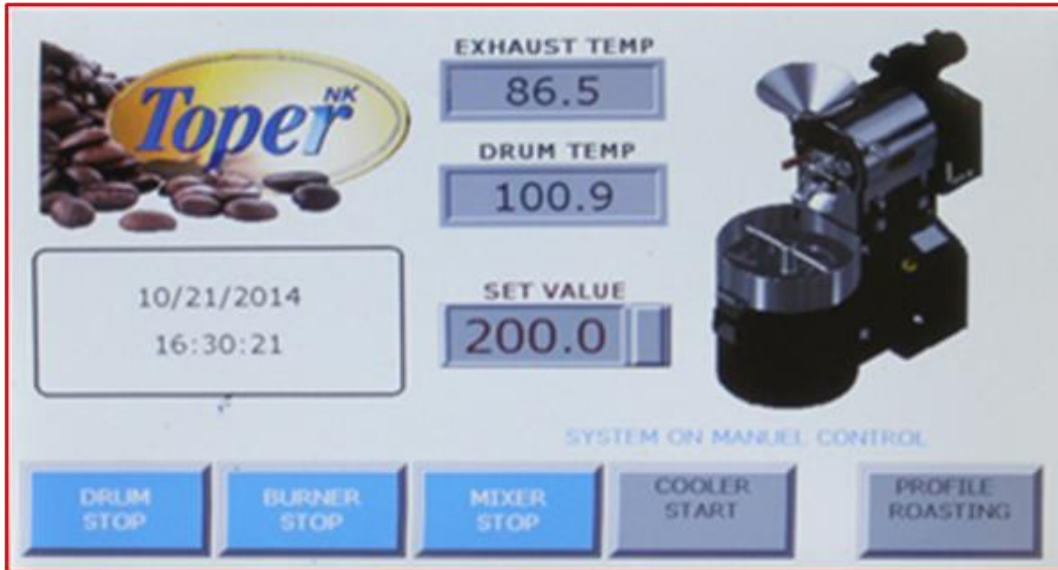 Toper NK
EXHAUST TEMP
86.5
DRUM TEMP
100.9
10/21/2014
16:30:21
SET VALUE
200.0
SYSTEM ON MANUEL CONTROL
DRUM
STOP
BURNER
STOP
MIXER
STOP
COOLER
START
PROFILE
ROASTING